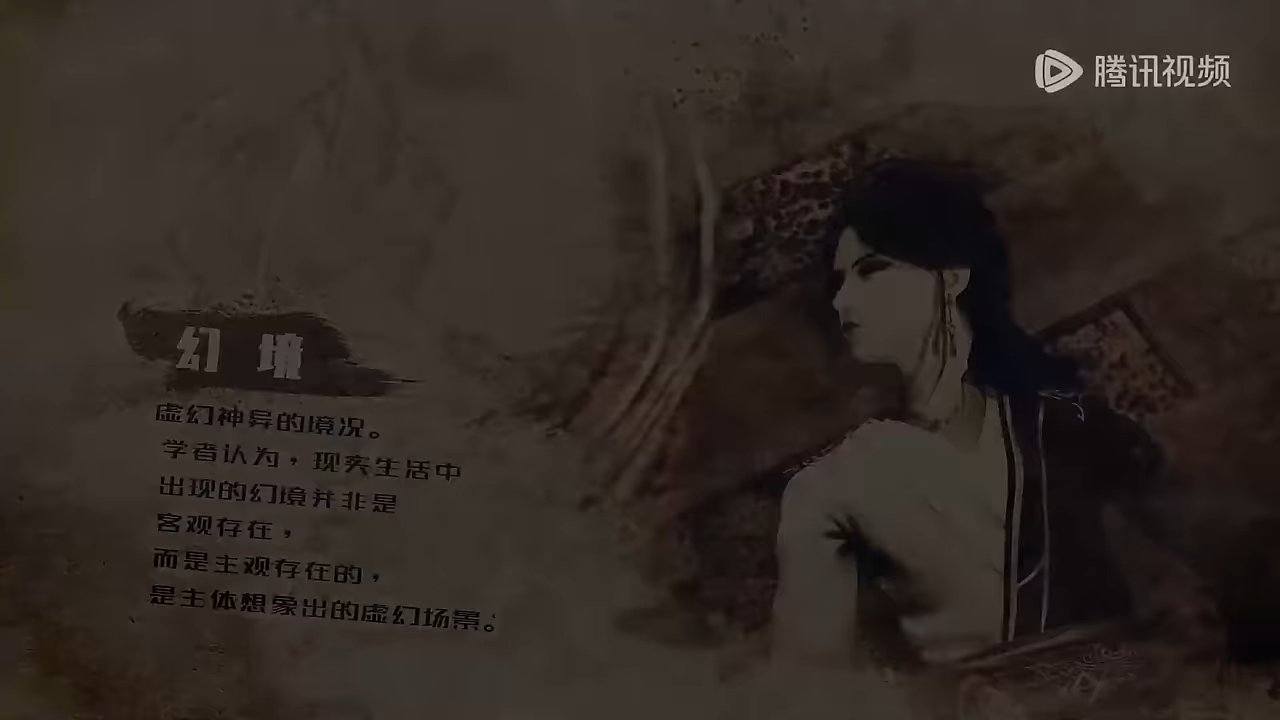 腾讯视频
幻境
虚幻神异的境况。
学者认为，现实生活中
出现的幻境并非是
客观存在，
而是主观存在的，
是主体想象出的虚幻场景。